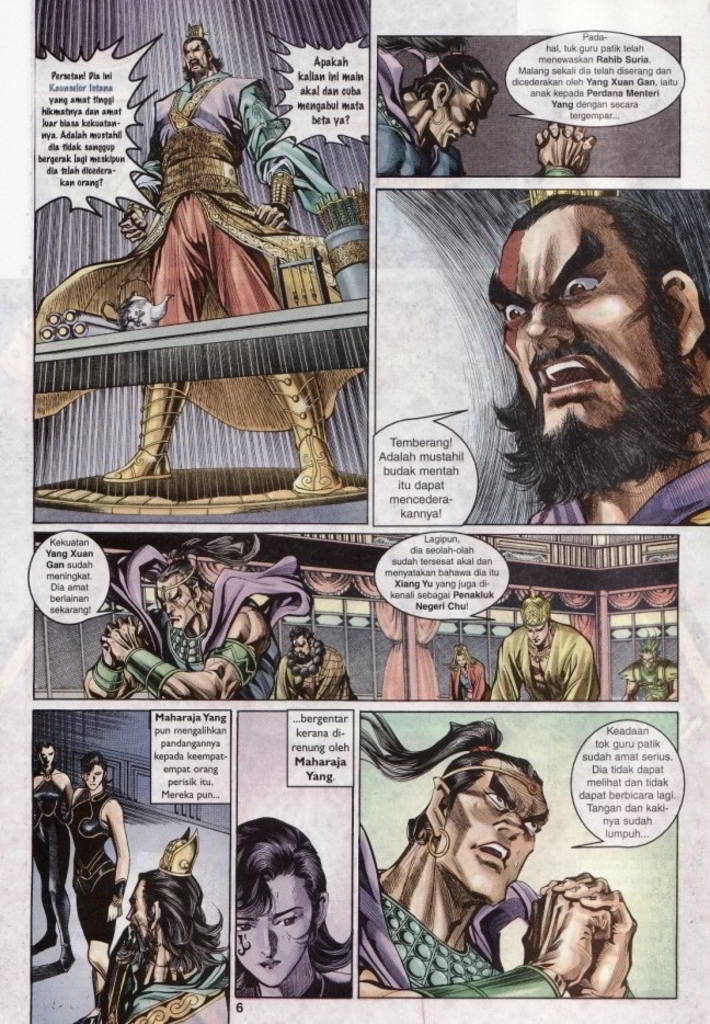 Persetan! Dia ini
Kaunselor Istana
yang amat tinggi
hikmatnya dan amat
luar biasa kekuatan-
nya. Adalah mustahil
dia tidak sanggup
bergerak lagi meskipun
dia telah dicedera-
kan orang?
Apakah
kalian ini main
akal dan cuba
mengabul mata
beta ya?
Pada-
hal, tuk guru patik telah
menewaskan Rahib Suria.
Malang sekali dia telah diserang dan
dicederakan oleh Yang Xuan Gan, iaitu
anak kepada Perdana Menteri
Yang dengan secara
tergempar...
Temberang!
Adalah mustahil
budak mentah
itu dapat
mencedera-
kannya!
Kekuatan
Yang Xuan
Gan sudah
meningkat.
Dia amat
berlainan
sekarang!
Lagipun,
dia seolah-olah
sudah tersesat akal dan
menyatakan bahawa dia itu
Xiang Yu yang juga di-
kenali sebagai Penakluk
Negeri Chu!
Maharaja Yang
pun mengalihkan
pandangannya
kepada keempat-
empat orang
perisik itu.
Mereka pun...
...bergentar
kerana di-
renung oleh
Maharaja
Yang.
Keadaan
tok guru patik
sudah amat serius.
Dia tidak dapat
melihat dan tidak
dapat berbicara lagi.
Tangan dan kaki-
nya sudah
lumpuh...
6